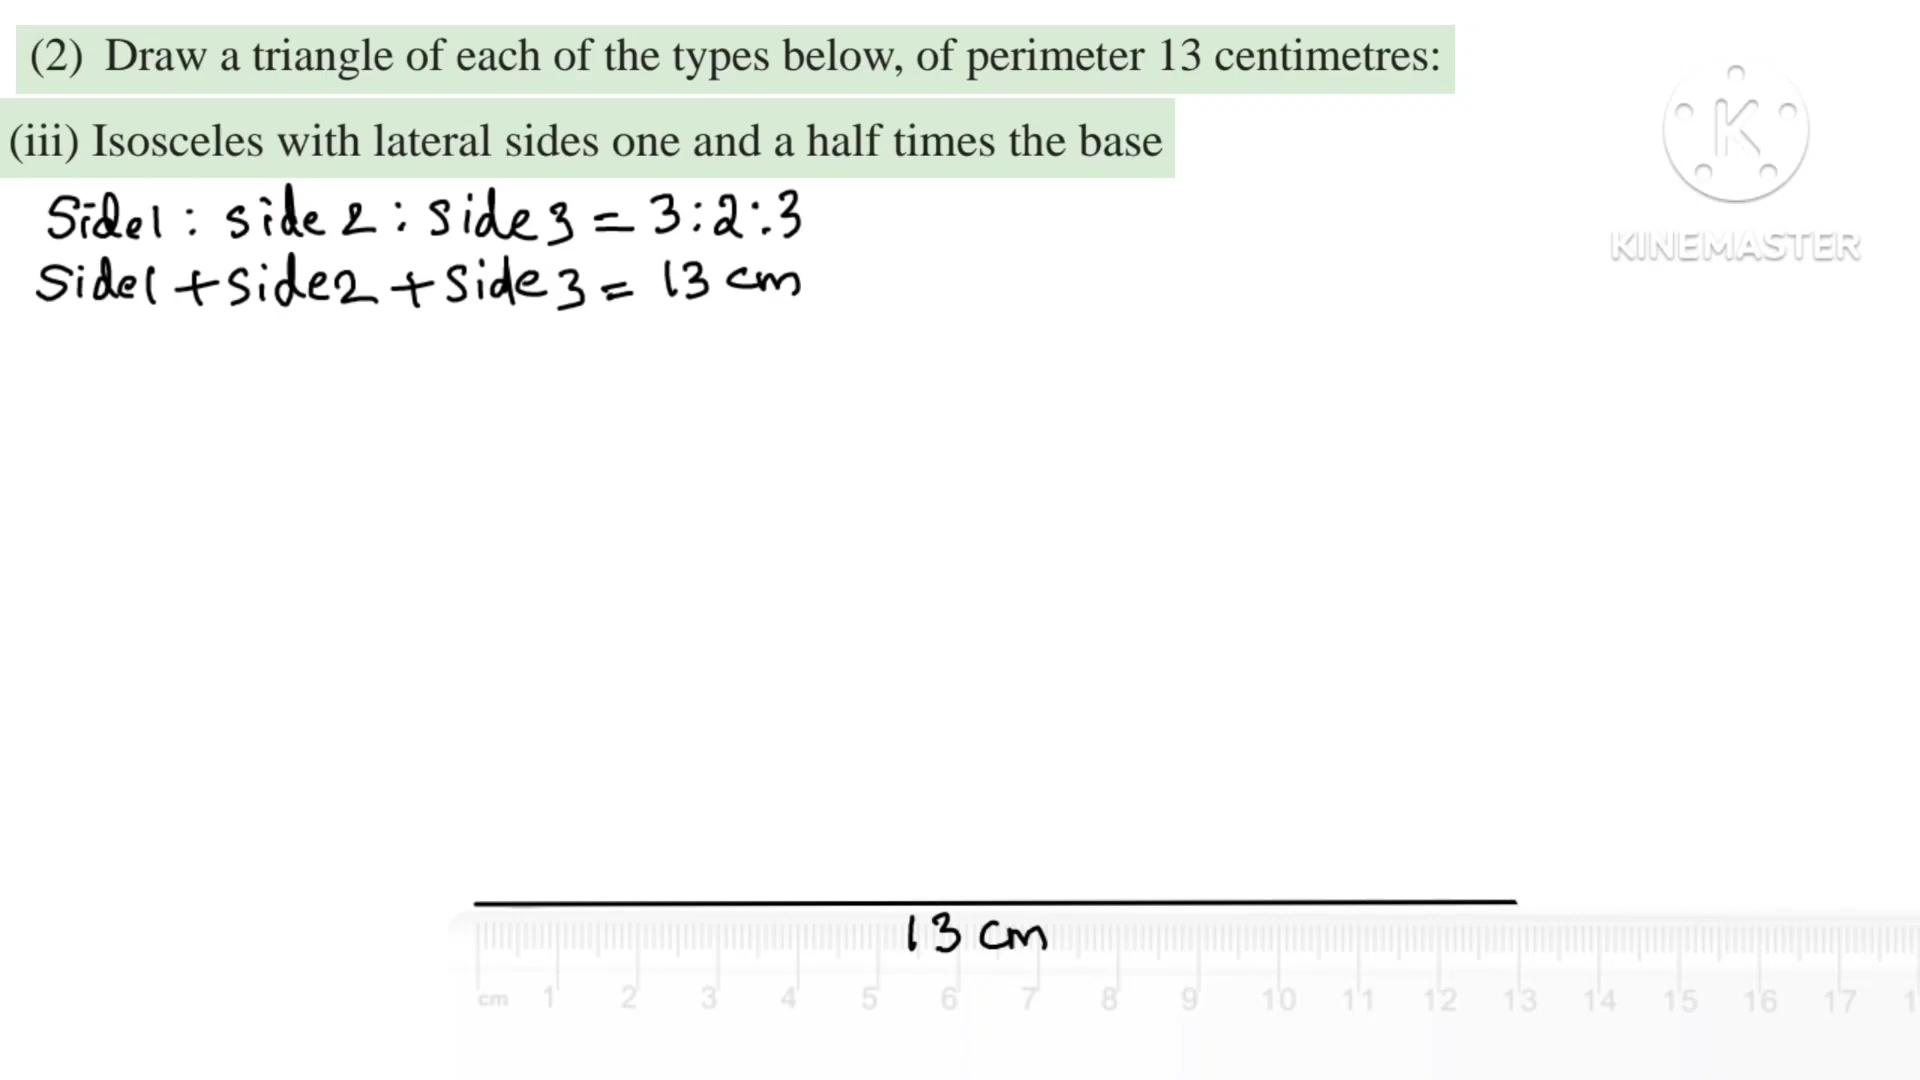 (2) Draw a triangle of each of the types below, of perimeter 13 centimetres:
(iii) Isosceles with lateral sides one and a half times the base
Side1 : side2 : side3 = 3:2:3
Side1 + side2 + side3 = 13 cm
K
KINEMASTER
13 cm
cm 1 2 3 4 5 6 7 8 9 10 11 12 13 14 15 16 17